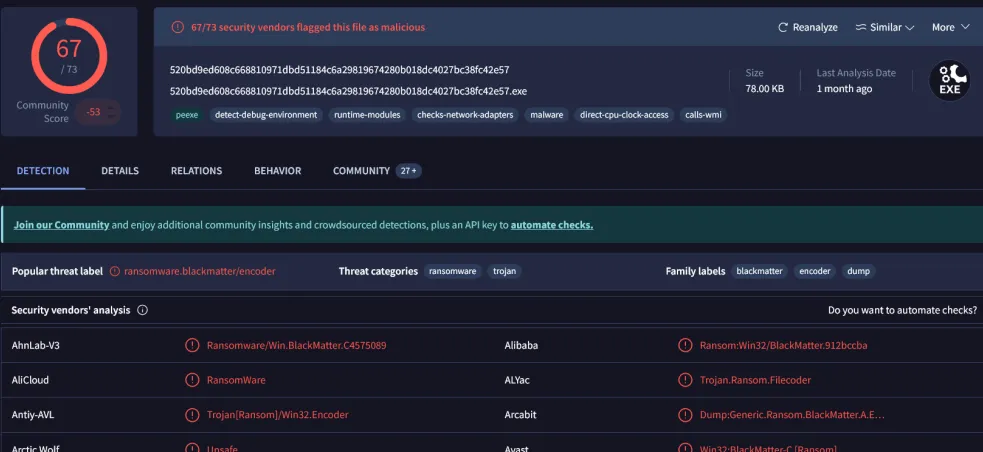 67
/ 73
Community
Score
-53
67/73 security vendors flagged this file as malicious
Reanalyze
Similar
More
520bd9ed608c668810971dbd51184c6a29819674280b018dc4027bc38fc42e57
520bd9ed608c668810971dbd51184c6a29819674280b018dc4027bc38fc42e57.exe
peexe detect-debug-environment runtime-modules checks-network-adapters malware direct-cpu-clock-access calls-wmi
Size
78.00 KB
Last Analysis Date
1 month ago
EXE
DETECTION DETAILS RELATIONS BEHAVIOR COMMUNITY 27+
Join our Community and enjoy additional community insights and crowdsourced detections, plus an API key to automate checks.
Popular threat label ransomware.blackmatter/encoder Threat categories ransomware trojan Family labels blackmatter encoder dump
Security vendors' analysis Do you want to automate checks?
AhnLab-V3 Ransomware/Win.BlackMatter.C4575089 Alibaba Ransom:Win32/BlackMatter.912bccba
AliCloud RansomWare ALYac Trojan.Ransom.Filecoder
Antiy-AVL Trojan[Ransom]/Win32.Encoder Arcabit Dump:Generic.Ransom.BlackMatter.A.E...
Arctic Wolf Unsafe Avast Win32:BlackMatter-C [Ransom]